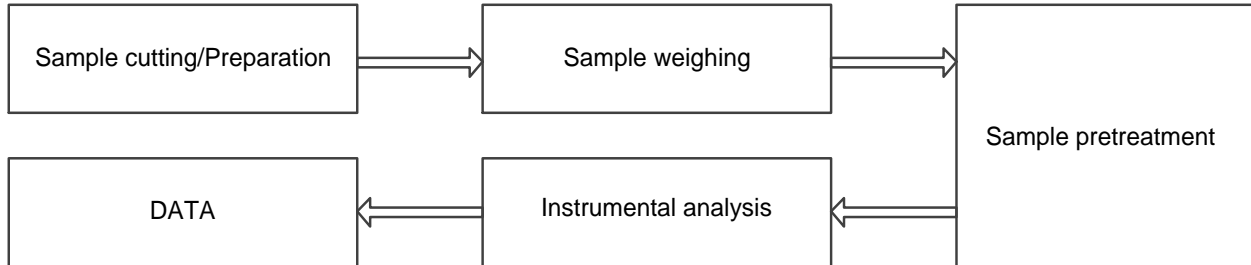 Sample cutting/Preparation
Sample weighing
Sample pretreatment
Instrumental analysis
DATA